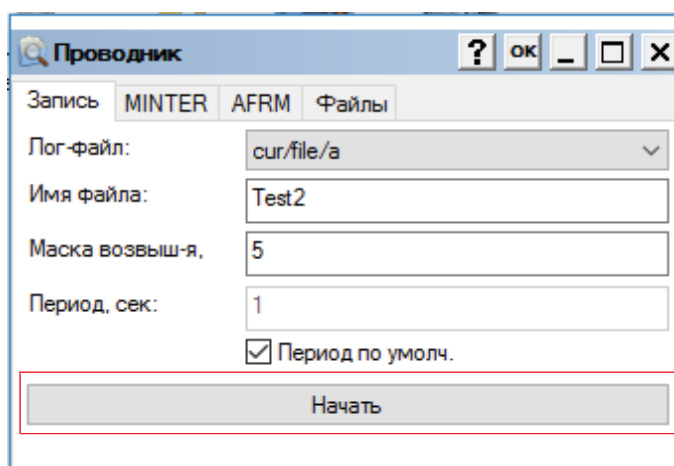 Проводник ? ОК
Запись MINTER AFRM Файлы
Лог-файл: cur/file/a
Имя файла: Test2
Маска возвыш-я, 5
Период, сек: 1
Период по умолч.
Начать